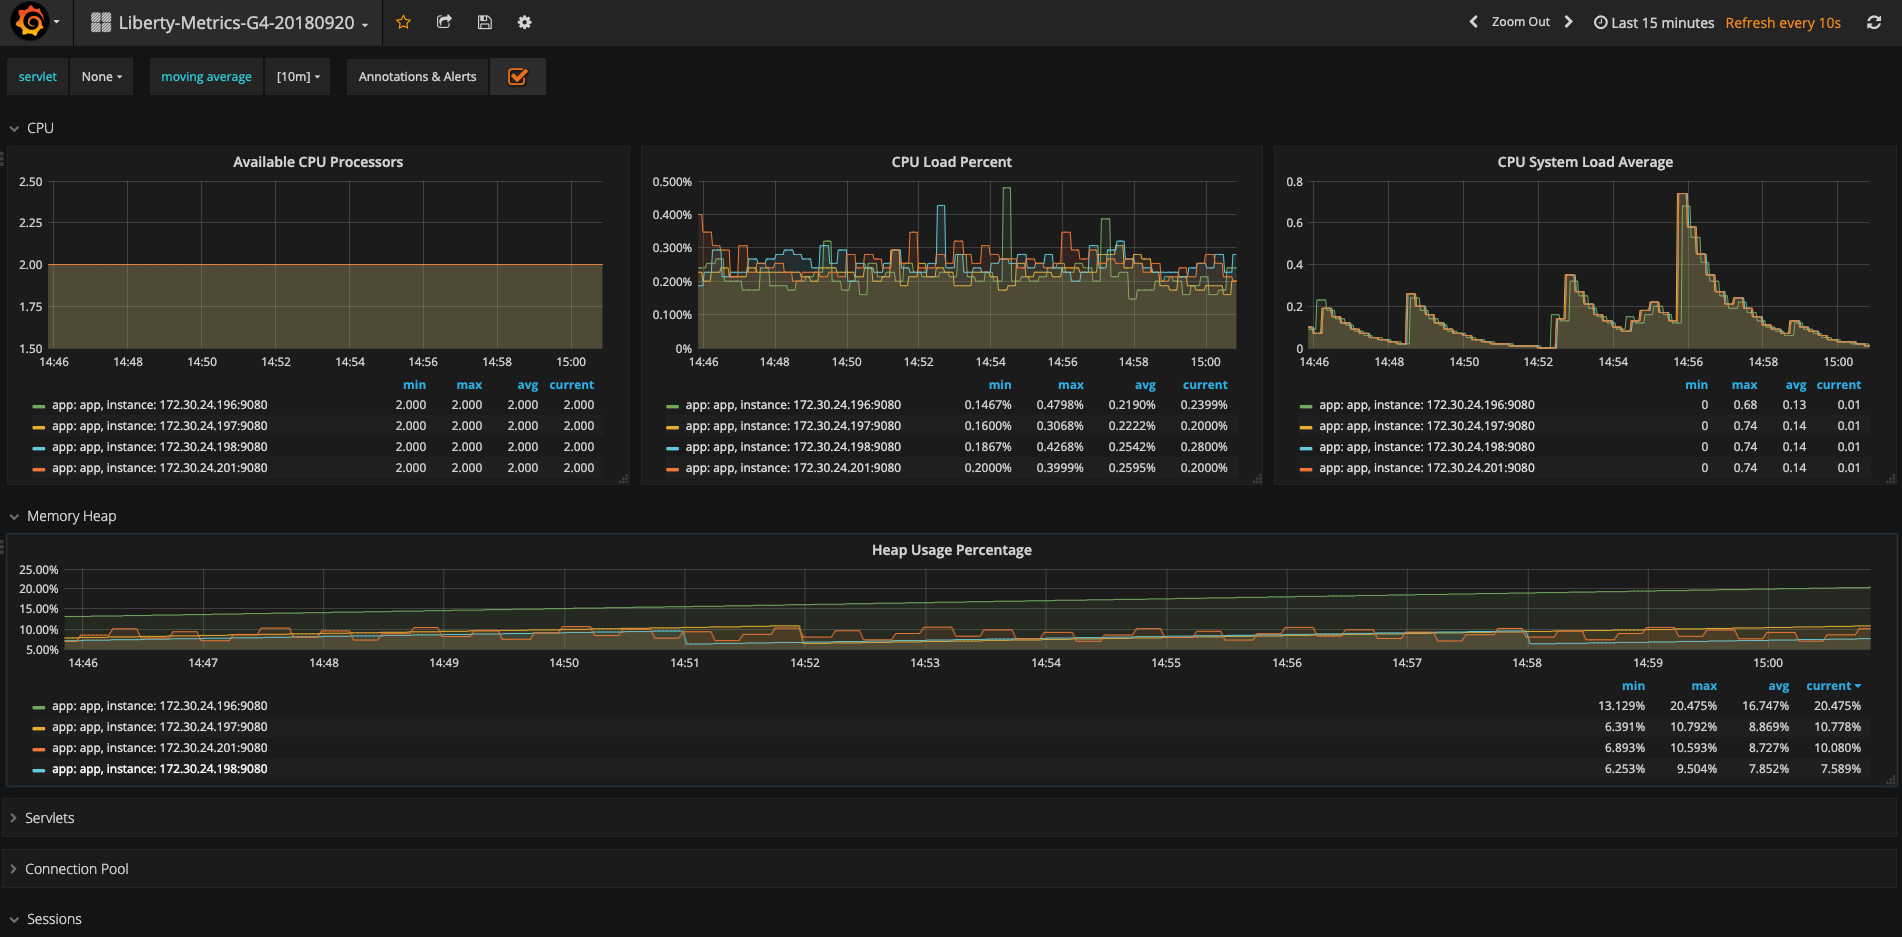 Liberty-Metrics-G4-20180920
Zoom Out Last 15 minutes Refresh every 10s
servlet None moving average [10m] Annotations & Alerts
CPU
Available CPU Processors
2.50
2.25
2.00
1.75
1.50
14:46 14:48 14:50 14:52 14:54 14:56 14:58 15:00
min max avg current
app: app, instance: 172.30.24.196:9080 2.000 2.000 2.000 2.000
app: app, instance: 172.30.24.197:9080 2.000 2.000 2.000 2.000
app: app, instance: 172.30.24.198:9080 2.000 2.000 2.000 2.000
app: app, instance: 172.30.24.201:9080 2.000 2.000 2.000 2.000
CPU Load Percent
0.500%
0.400%
0.300%
0.200%
0.100%
0%
14:46 14:48 14:50 14:52 14:54 14:56 14:58 15:00
min max avg current
app: app, instance: 172.30.24.196:9080 0.1467% 0.4798% 0.2190% 0.2399%
app: app, instance: 172.30.24.197:9080 0.1600% 0.3068% 0.2222% 0.2000%
app: app, instance: 172.30.24.198:9080 0.1867% 0.4268% 0.2542% 0.2800%
app: app, instance: 172.30.24.201:9080 0.2000% 0.3999% 0.2595% 0.2000%
CPU System Load Average
0.8
0.6
0.4
0.2
0
14:46 14:48 14:50 14:52 14:54 14:56 14:58 15:00
min max avg current
app: app, instance: 172.30.24.196:9080 0 0.68 0.13 0.01
app: app, instance: 172.30.24.197:9080 0 0.74 0.14 0.01
app: app, instance: 172.30.24.198:9080 0 0.74 0.14 0.01
app: app, instance: 172.30.24.201:9080 0 0.74 0.14 0.01
Memory Heap
Heap Usage Percentage
25.00%
20.00%
15.00%
10.00%
5.00%
14:46 14:47 14:48 14:49 14:50 14:51 14:52 14:53 14:54 14:55 14:56 14:57 14:58 14:59 15:00
min max avg current
app: app, instance: 172.30.24.196:9080 13.129% 20.475% 16.747% 20.475%
app: app, instance: 172.30.24.197:9080 6.391% 10.792% 8.869% 10.778%
app: app, instance: 172.30.24.201:9080 6.893% 10.593% 8.727% 10.080%
app: app, instance: 172.30.24.198:9080 6.253% 9.504% 7.852% 7.589%
Servlets
Connection Pool
Sessions